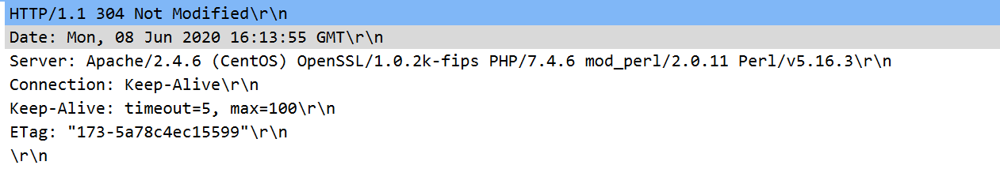 HTTP/1.1 304 Not Modified\r\n
Date: Mon, 08 Jun 2020 16:13:55 GMT\r\n
Server: Apache/2.4.6 (CentOS) OpenSSL/1.0.2k-fips PHP/7.4.6 mod_perl/2.0.11 Perl/v5.16.3\r\n
Connection: Keep-Alive\r\n
Keep-Alive: timeout=5, max=100\r\n
ETag: "173-5a78c4ec15599"\r\n
\r\n